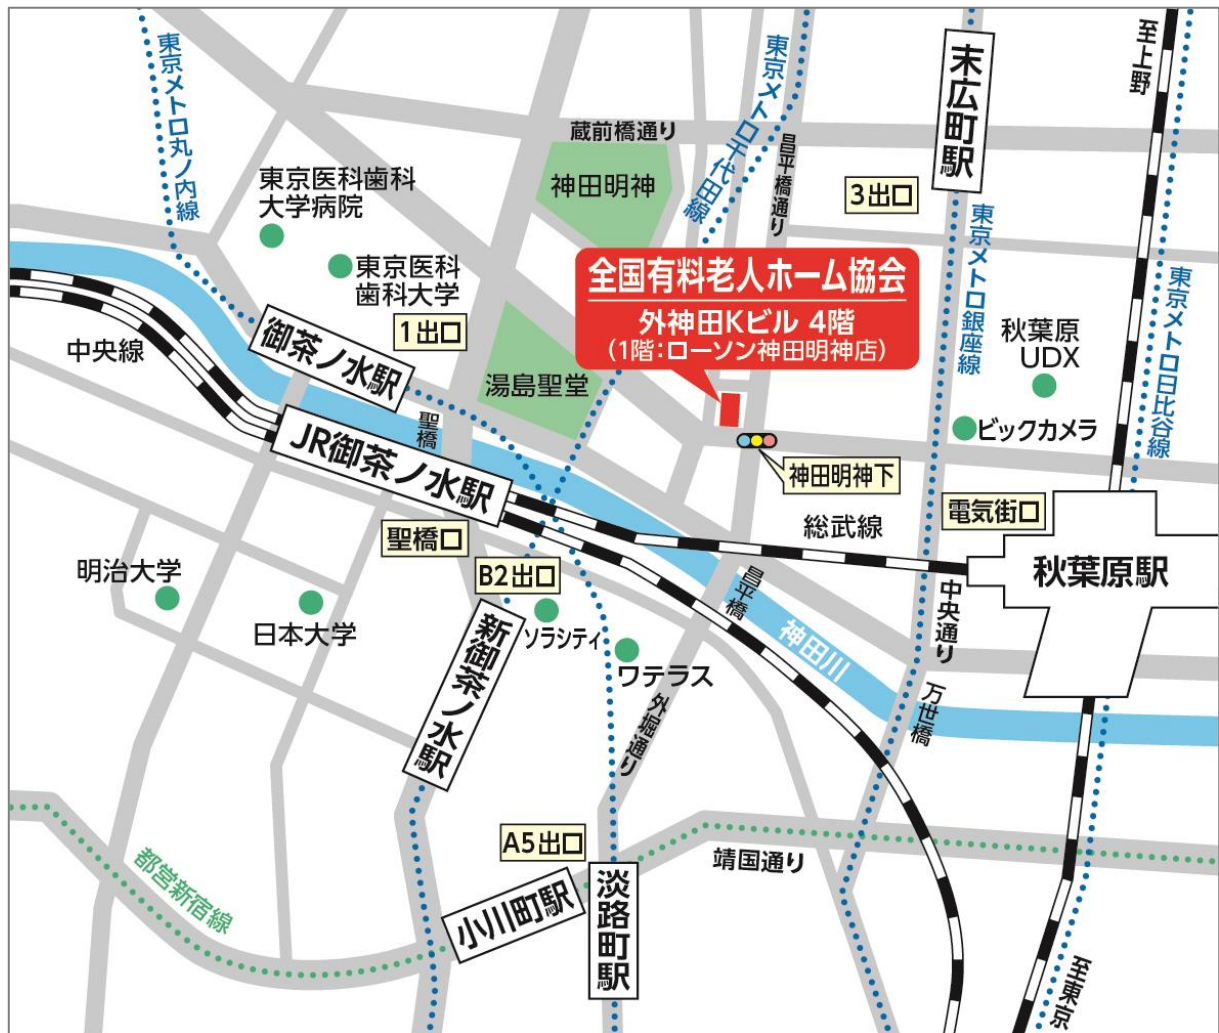 東京メトロ丸ノ内線
東京メトロ千代田線
末広町駅
至上野
蔵前橋通り
昌平橋通り
東京医科歯科
大学病院
神田明神
3出口
東京メトロ銀座線
東京メトロ日比谷線
東京医科
歯科大学
全国有料老人ホーム協会
外神田Kビル 4階
(1階:ローソン神田明神店)
1出口
中央線
御茶ノ水駅
湯島聖堂
秋葉原
UDX
聖橋
ビックカメラ
JR御茶ノ水駅
神田明神下
電気街口
総武線
聖橋口
秋葉原駅
明治大学
B2出口
昌平橋
中央通り
日本大学
新御茶ノ水駅
ソラシティ
神田川
ワテラス
外堀通り
万世橋
A5出口
靖国通り
都営新宿線
小川町駅
淡路町駅
至東京